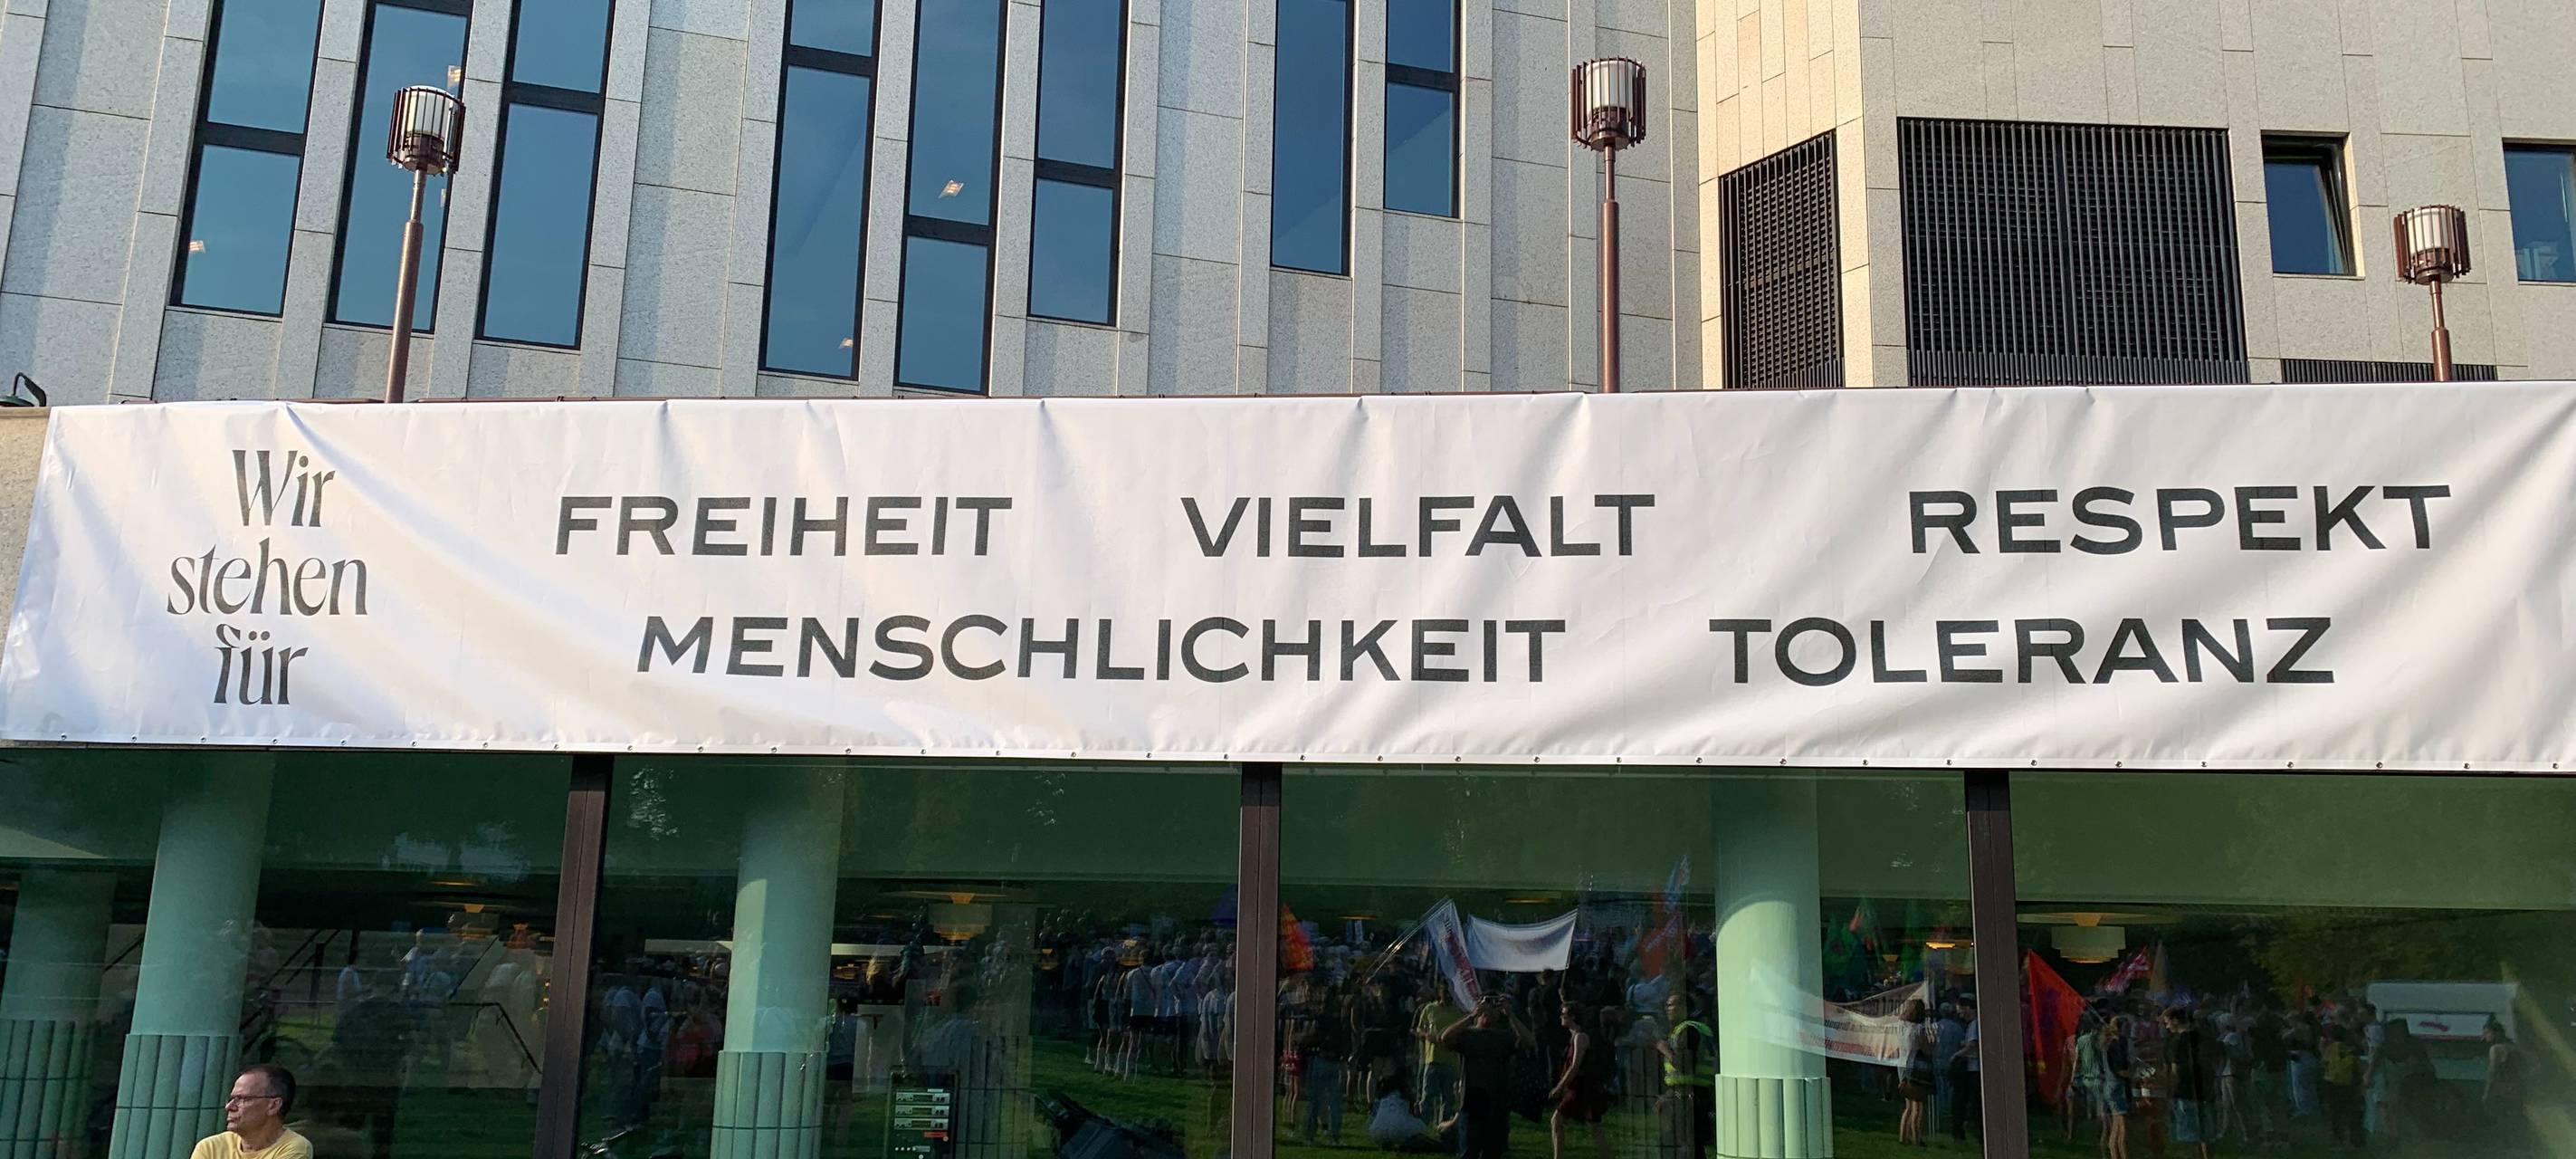 Wir
stehen
für
FREIHEIT VIELFALT RESPEKT
MENSCHLICHKEIT TOLERANZ